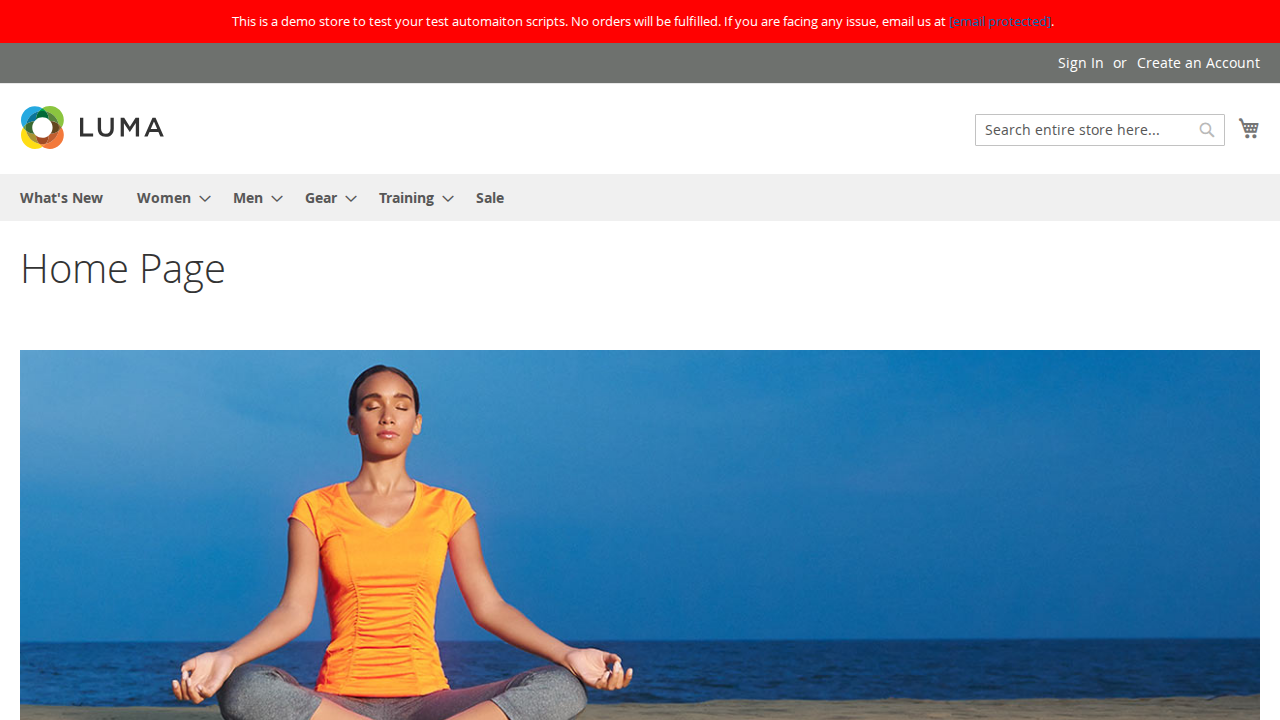 This is a demo store to test your test automaiton scripts. No orders will be fulfilled. If you are facing any issue, email us at [email protected].
Sign In or Create an Account
LUMA
Search entire store here...
What's New Women Men Gear Training Sale
Home Page